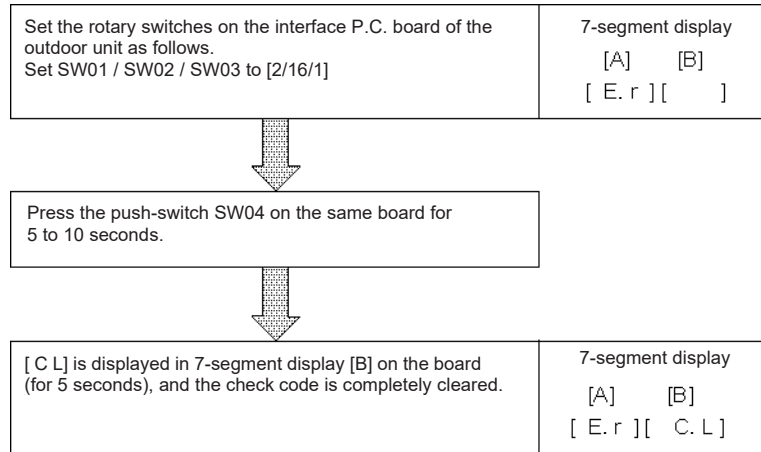 Set the rotary switches on the interface P.C. board of the
outdoor unit as follows.
Set SW01 / SW02 / SW03 to [2/16/1]
7-segment display
[A] [B]
[ E. r ] [ ]
Press the push-switch SW04 on the same board for
5 to 10 seconds.
[ C L] is displayed in 7-segment display [B] on the board
(for 5 seconds), and the check code is completely cleared.
7-segment display
[A] [B]
[ E. r ] [ C. L ]